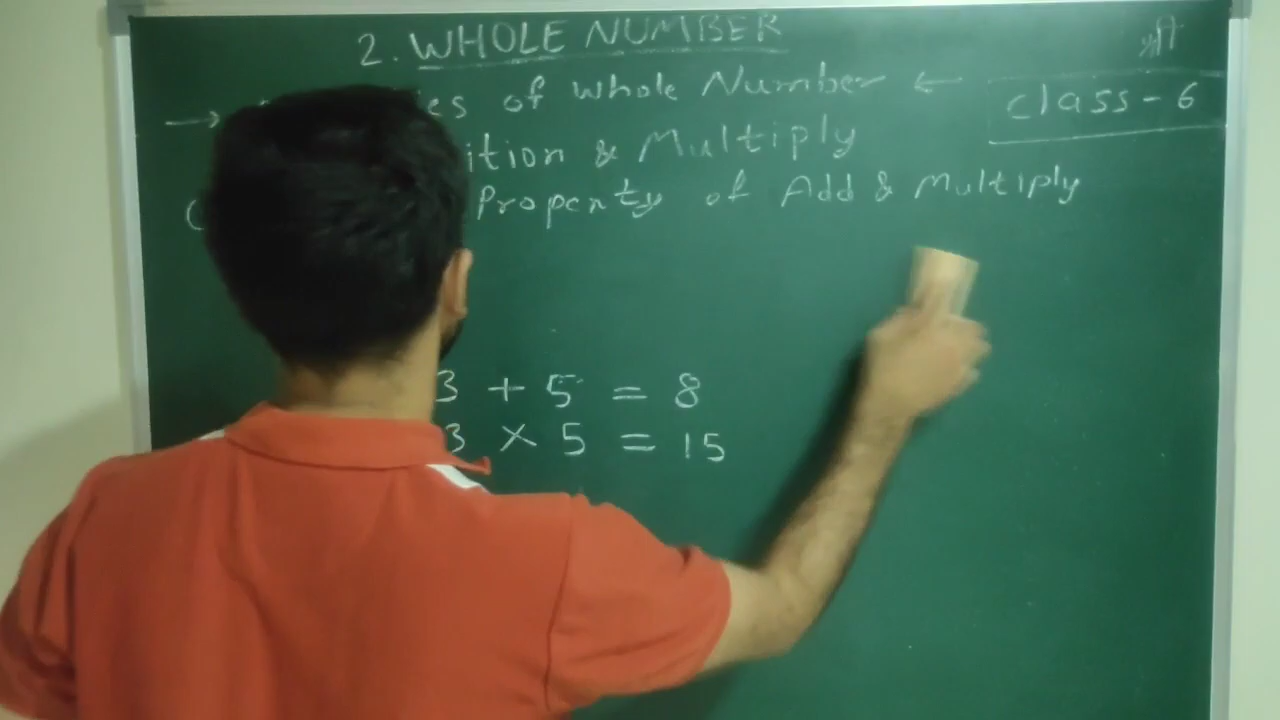 श्री
2. WHOLE NUMBER
→ ies of whole Number ←
class - 6
ition & Multiply
Property of Add & Multiply
3 + 5 = 8
3 × 5 = 15